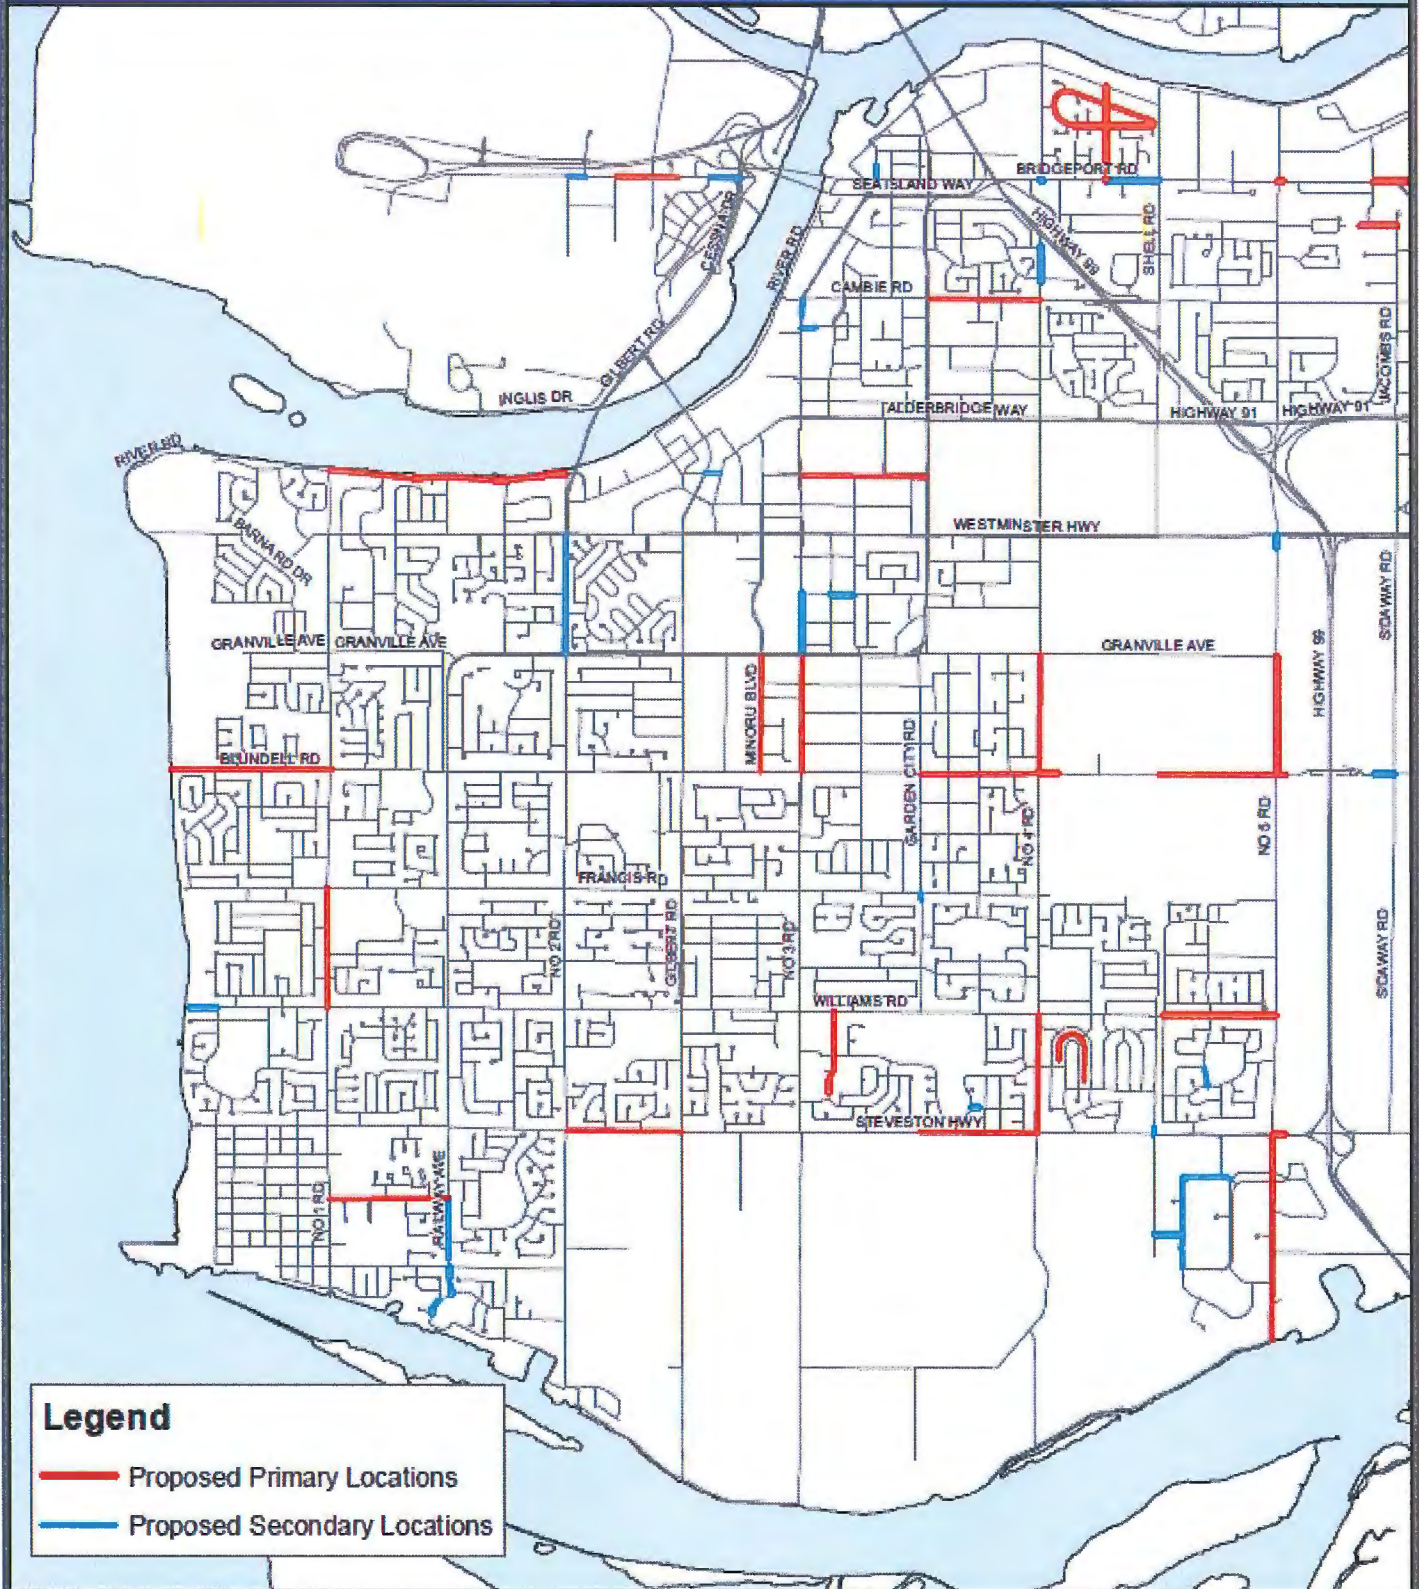 BRIDGEPORT RD
SEA ISLAND WAY
CESSNA DR
SHELL RD
HIGHWAY 99
RIVER RD
CAMBIE RD
GILBERT RD
JACOMBS RD
INGLIS DR
ALDERBRIDGE WAY
HIGHWAY 91
HIGHWAY 91
RIVER RD
WESTMINSTER HWY
BARNARD DR
SIDAWAY RD
GRANVILLE AVE
GRANVILLE AVE
GRANVILLE AVE
HIGHWAY 99
MINORU BLVD
BLUNDELL RD
GARDEN CITY RD
NO 4 RD
NO 5 RD
FRANCIS RD
NO 2 RD
GILBERT RD
NO 3 RD
SIDAWAY RD
WILLIAMS RD
STEVESTON HWY
NO 1 RD
RAILWAY AVE
Legend
Proposed Primary Locations
Proposed Secondary Locations